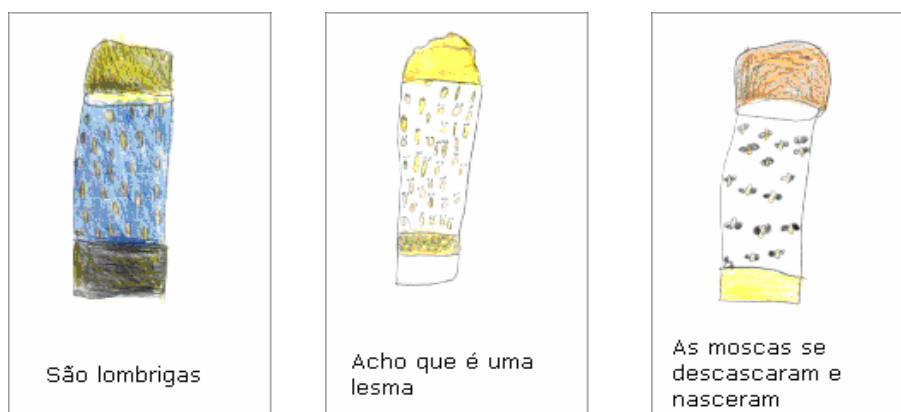 São lombrigas
Acho que é uma
lesma
As moscas se
descascaram e
nasceram